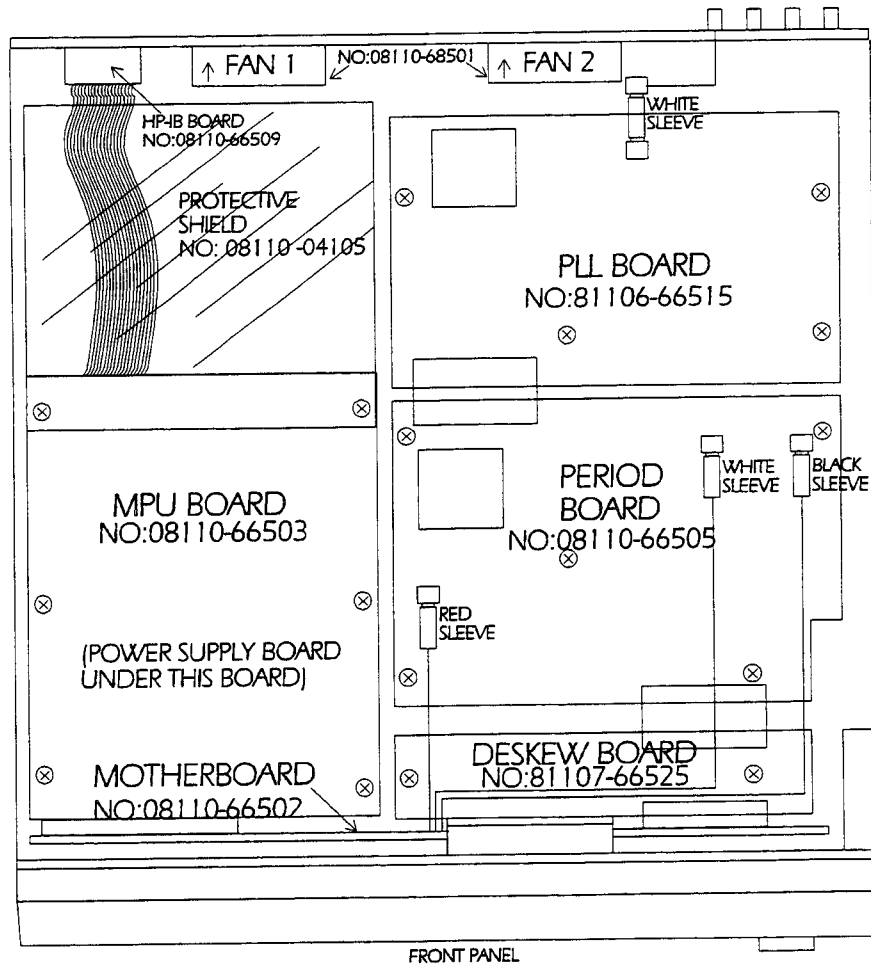 FAN 1
NO:08110-68501
FAN 2
HP-IB BOARD
NO:08110-66509
WHITE
SLEEVE
PROTECTIVE
SHIELD
NO: 08110 -04105
PLL BOARD
NO:81106-66515
MPU BOARD
NO:08110-66503
PERIOD
BOARD
NO:08110-66505
WHITE
SLEEVE
BLACK
SLEEVE
RED
SLEEVE
(POWER SUPPLY BOARD
UNDER THIS BOARD)
MOTHERBOARD
NO:08110-66502
DESKEW BOARD
NO:81107-66525
FRONT PANEL